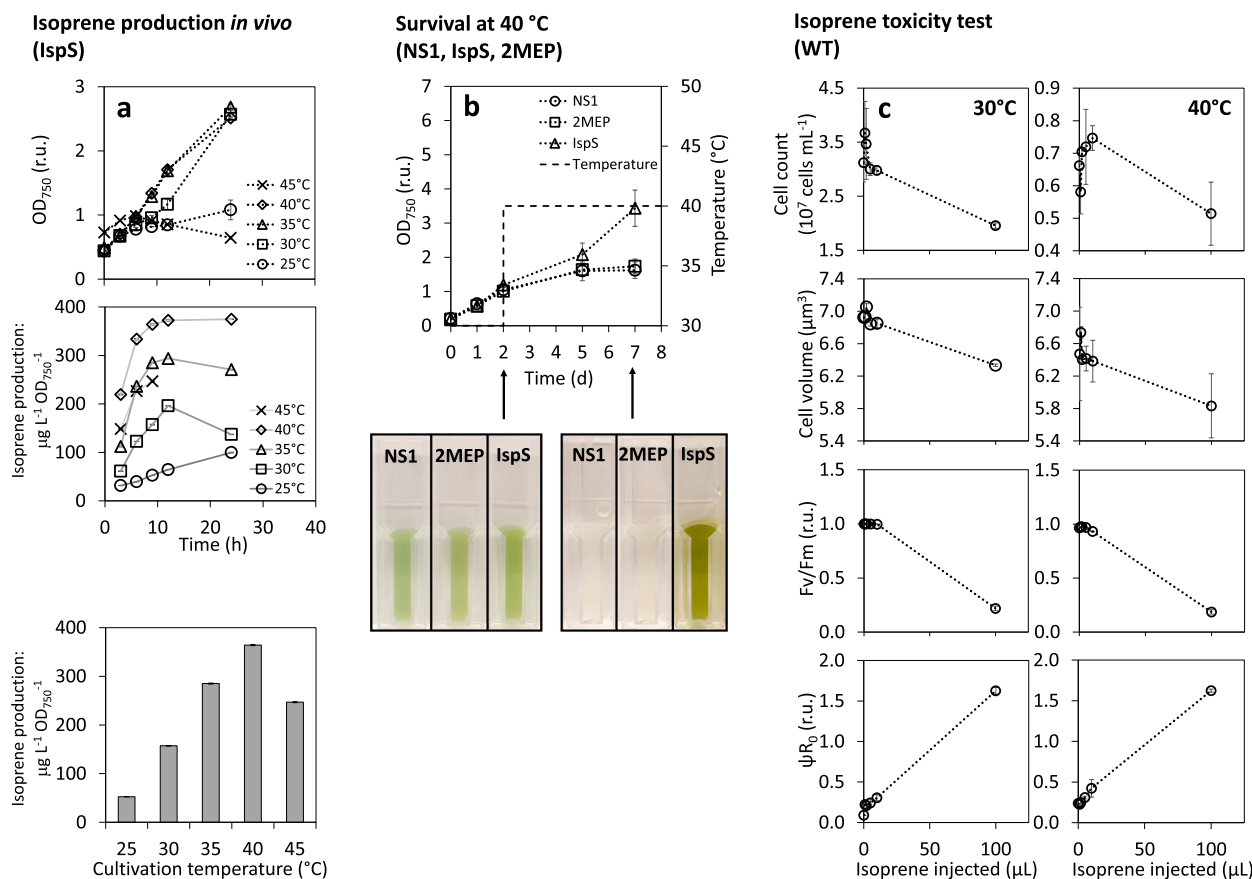 Isoprene production in vivo
(IspS)
Survival at 40 °C
(NS1, IspS, 2MEP)
Isoprene toxicity test
(WT)
a
OD750 (r.u.)
3
2
1
0
45°C
40°C
35°C
30°C
25°C
Isoprene production:
µg L-1 OD750-1
400
300
200
100
0
45°C
40°C
35°C
30°C
25°C
0 10 20 30 40
Time (h)
Isoprene production:
µg L-1 OD750-1
400
300
200
100
0
25 30 35 40 45
Cultivation temperature (°C)
b
OD750 (r.u.)
7
6
5
4
3
2
1
0
NS1
2MEP
IspS
Temperature
50
45
40
35
30
Temperature (°C)
0 1 2 3 4 5 6 7 8
Time (d)
NS1 2MEP IspS
NS1 2MEP IspS
c
30°C
40°C
Cell count
(10⁷ cells mL-1)
4.5
3.5
2.5
1.5
0.9
0.8
0.7
0.6
0.5
0.4
Cell volume (µm³)
7.4
7.0
6.6
6.2
5.8
5.4
7.4
7.0
6.6
6.2
5.8
5.4
Fv/Fm (r.u.)
1.5
1.0
0.5
0.0
1.5
1.0
0.5
0.0
ψR0 (r.u.)
2.0
1.5
1.0
0.5
0.0
2.0
1.5
1.0
0.5
0.0
0 50 100
Isoprene injected (µL)
0 50 100
Isoprene injected (µL)